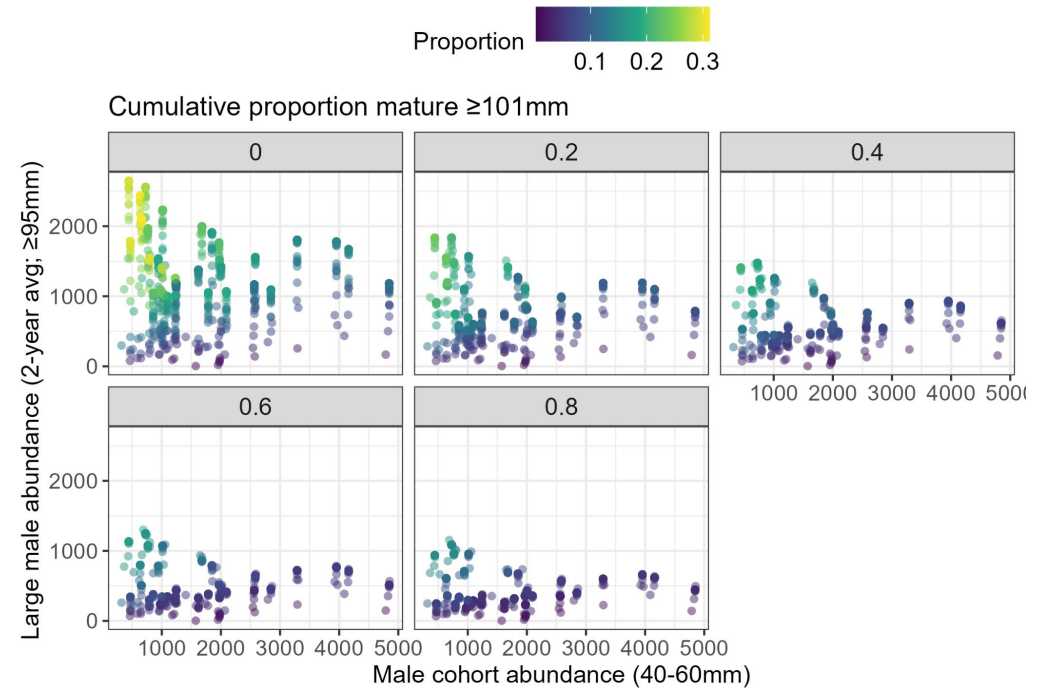 Proportion
0.1 0.2 0.3
Cumulative proportion mature ≥101mm
0 0.2 0.4
Large male abundance (2-year avg; ≥95mm)
2000
1000
0
1000 2000 3000 4000 500
0.6 0.8
2000
1000
0
1000 2000 3000 4000 5000 1000 2000 3000 4000 5000
Male cohort abundance (40-60mm)